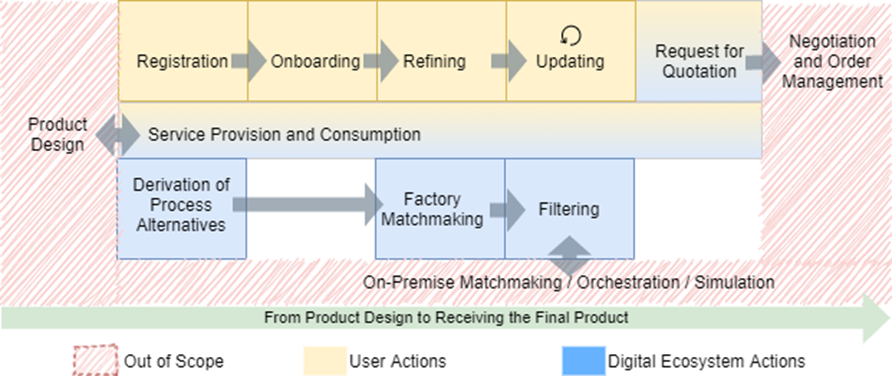 Registration
Onboarding
Refining
Updating
Request for
Quotation
Negotiation
and Order
Management
Product
Design
Service Provision and Consumption
Derivation of
Process
Alternatives
Factory
Matchmaking
Filtering
On-Premise Matchmaking / Orchestration / Simulation
From Product Design to Receiving the Final Product
Out of Scope
User Actions
Digital Ecosystem Actions